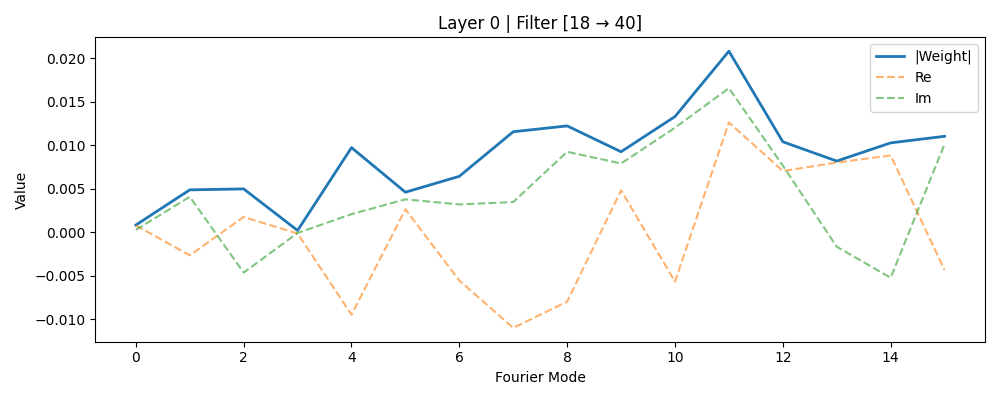 Layer 0 | Filter [18 → 40]
|Weight|
Re
Im
0.020
0.015
0.010
0.005
0.000
−0.005
−0.010
Value
0 2 4 6 8 10 12 14
Fourier Mode